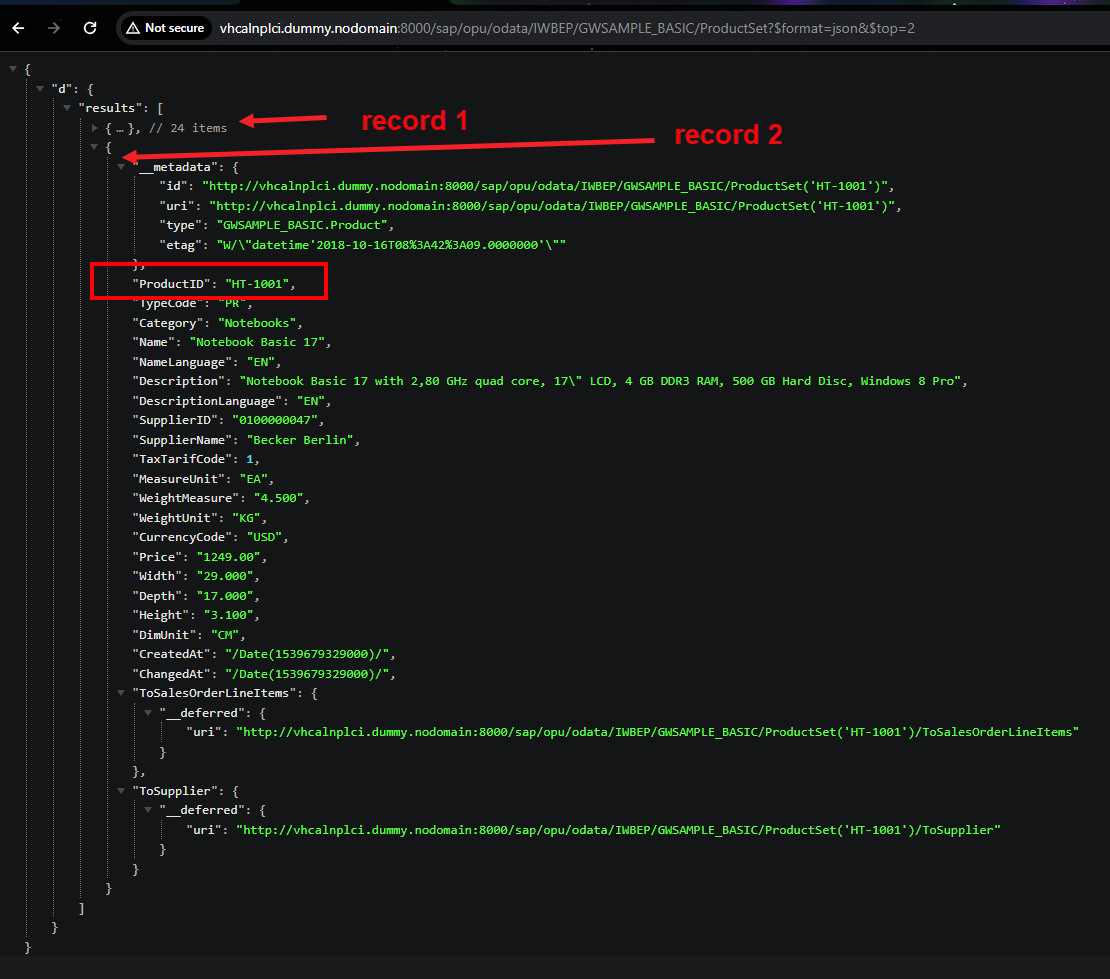 Not secure vhcalnplci.dummy.nodomain:8000/sap/opu/odata/IWBEP/GWSAMPLE_BASIC/ProductSet?$format=json&$top=2
{
"d": {
"results": [
{ … }, // 24 items
record 1
{
record 2
"__metadata": {
"id": "http://vhcalnplci.dummy.nodomain:8000/sap/opu/odata/IWBEP/GWSAMPLE_BASIC/ProductSet('HT-1001')",
"uri": "http://vhcalnplci.dummy.nodomain:8000/sap/opu/odata/IWBEP/GWSAMPLE_BASIC/ProductSet('HT-1001')",
"type": "GWSAMPLE_BASIC.Product",
"etag": "W/\"datetime'2018-10-16T08%3A42%3A09.0000000'\""
},
"ProductID": "HT-1001",
"TypeCode": "PR",
"Category": "Notebooks",
"Name": "Notebook Basic 17",
"NameLanguage": "EN",
"Description": "Notebook Basic 17 with 2,80 GHz quad core, 17\" LCD, 4 GB DDR3 RAM, 500 GB Hard Disc, Windows 8 Pro",
"DescriptionLanguage": "EN",
"SupplierID": "0100000047",
"SupplierName": "Becker Berlin",
"TaxTarifCode": 1,
"MeasureUnit": "EA",
"WeightMeasure": "4.500",
"WeightUnit": "KG",
"CurrencyCode": "USD",
"Price": "1249.00",
"Width": "29.000",
"Depth": "17.000",
"Height": "3.100",
"DimUnit": "CM",
"CreatedAt": "/Date(1539679329000)/",
"ChangedAt": "/Date(1539679329000)/",
"ToSalesOrderLineItems": {
"__deferred": {
"uri": "http://vhcalnplci.dummy.nodomain:8000/sap/opu/odata/IWBEP/GWSAMPLE_BASIC/ProductSet('HT-1001')/ToSalesOrderLineItems"
}
},
"ToSupplier": {
"__deferred": {
"uri": "http://vhcalnplci.dummy.nodomain:8000/sap/opu/odata/IWBEP/GWSAMPLE_BASIC/ProductSet('HT-1001')/ToSupplier"
}
}
}
]
}
}